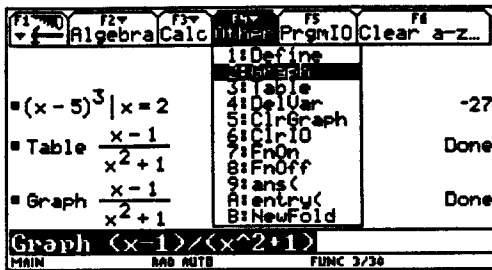 F1 F2 F3 F4 F5 F6
Algebra Calc Other PrgmIO Clear a-z…
1:Define
2:Graph
3:Table
4:DelVar
5:ClrGraph
6:ClrIO
7:FnOn
8:FnOff
9:ans(
A:entry(
B:NewFold
▪(x - 5)^3 | x = 2 -27
▪Table (x - 1)/(x^2 + 1) Done
▪Graph (x - 1)/(x^2 + 1) Done
Graph (x-1)/(x^2+1)
MAIN RAD AUTO FUNC 3/30